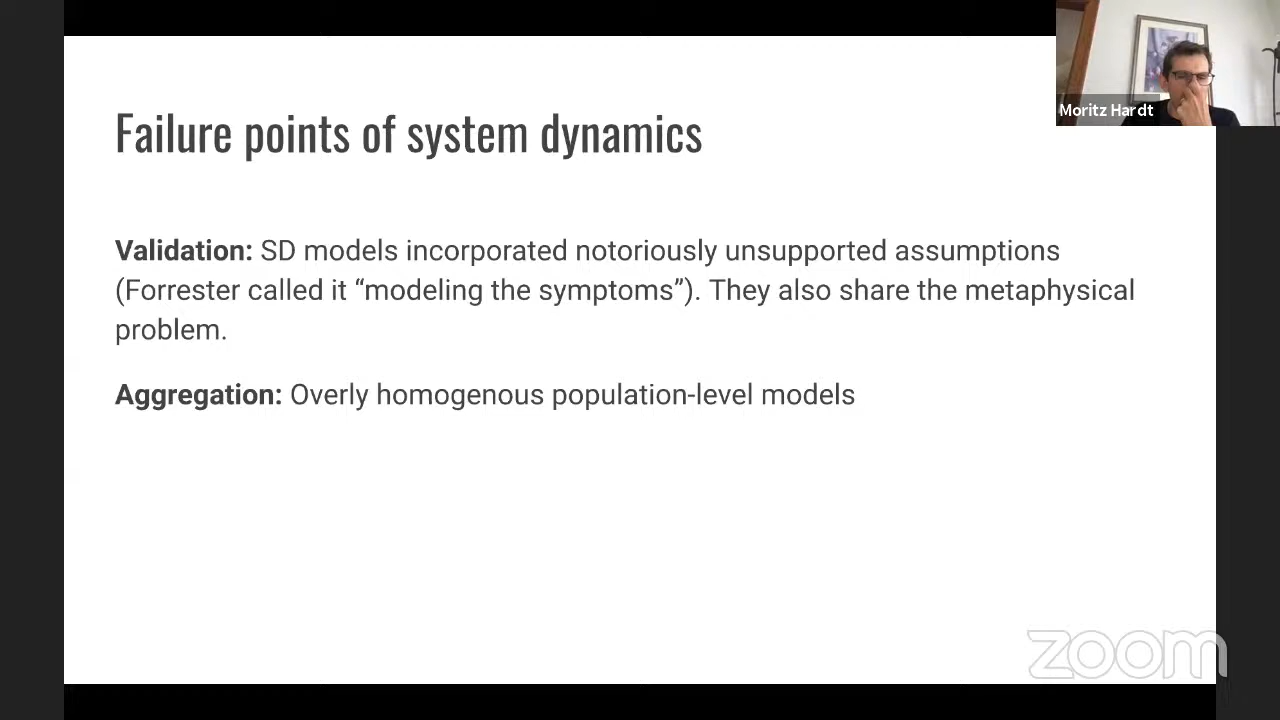 Failure points of system dynamics
Moritz Hardt
Validation: SD models incorporated notoriously unsupported assumptions
(Forrester called it “modeling the symptoms”). They also share the metaphysical
problem.
Aggregation: Overly homogenous population-level models
zoom